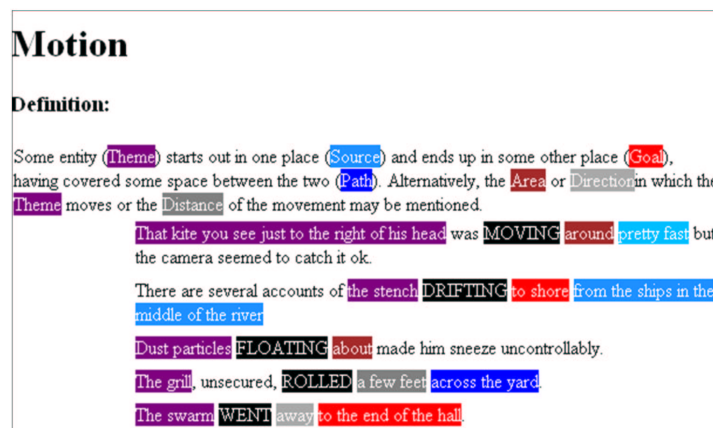 Motion
Definition:
Some entity (Theme) starts out in one place (Source) and ends up in some other place (Goal),
having covered some space between the two (Path). Alternatively, the Area or Directionin which the
Theme moves or the Distance of the movement may be mentioned.
That kite you see just to the right of his head was MOVING around pretty fast but
the camera seemed to catch it ok.
There are several accounts of the stench DRIFTING to shore from the ships in the
middle of the river
Dust particles FLOATING about made him sneeze uncontrollably.
The grill, unsecured, ROLLED a few feet across the yard.
The swarm WENT away to the end of the hall.